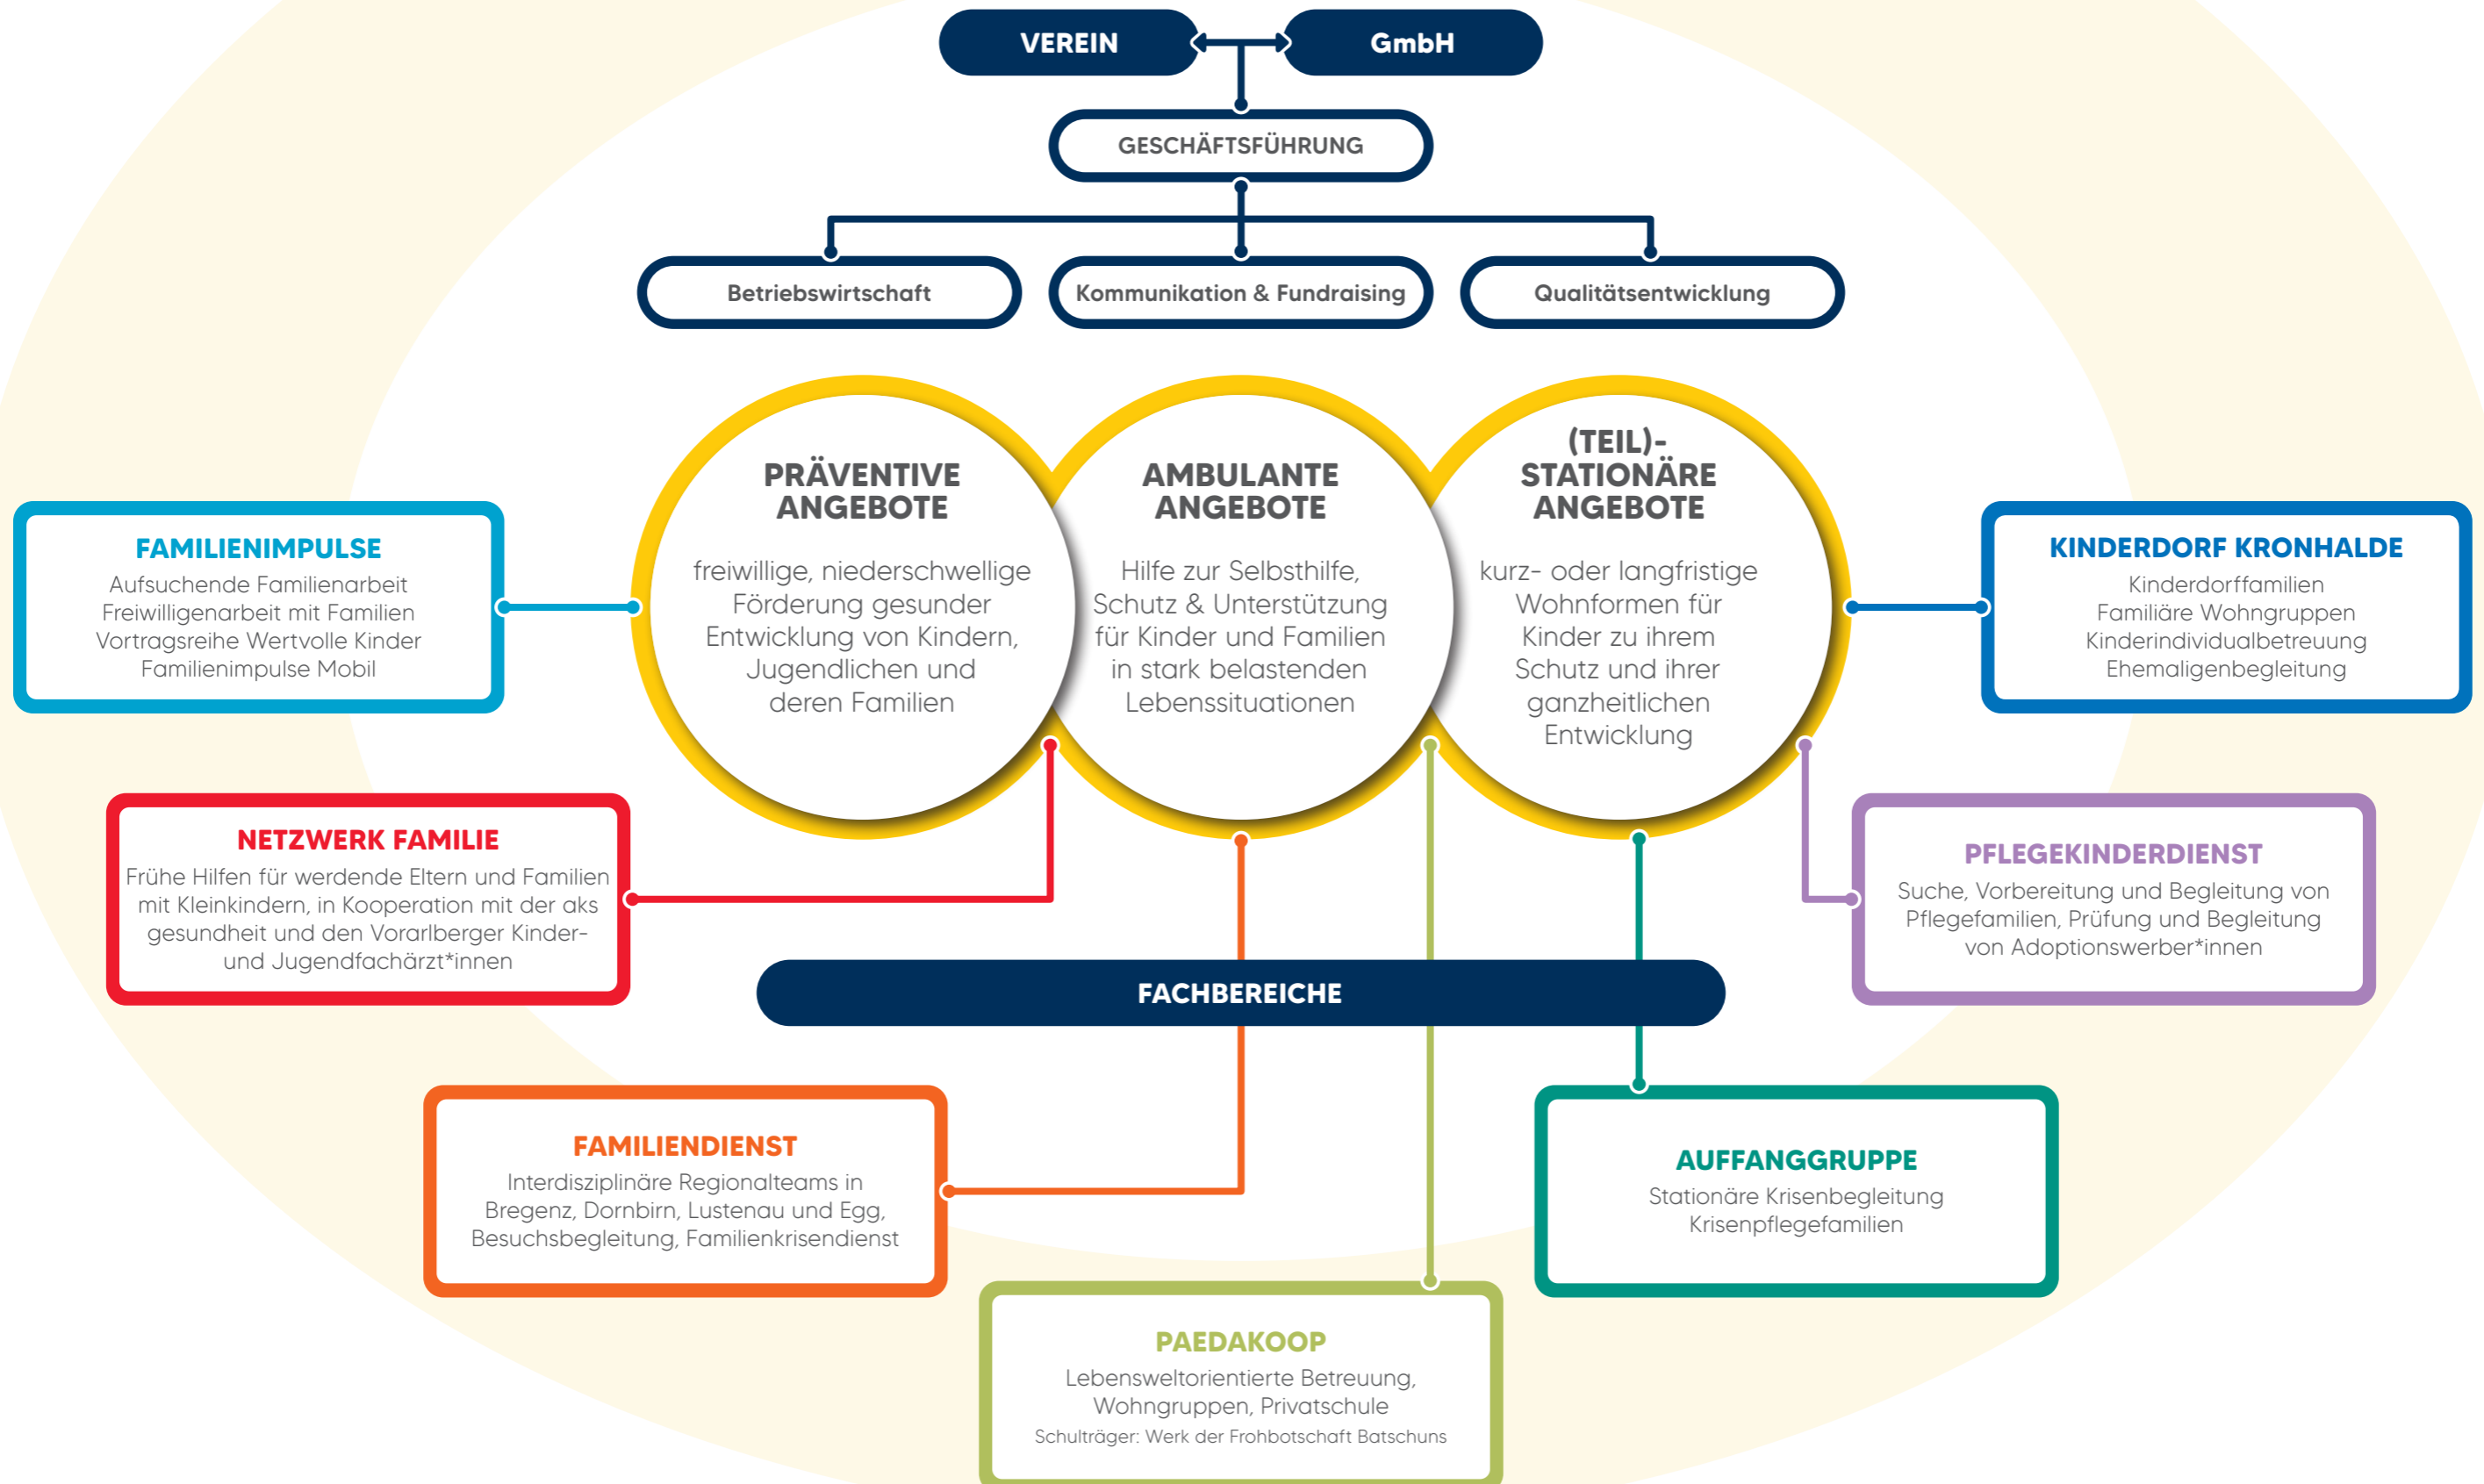 VEREIN
GmbH
GESCHÄFTSFÜHRUNG
Betriebswirtschaft
Kommunikation & Fundraising
Qualitätsentwicklung
PRÄVENTIVE
ANGEBOTE
freiwillige, niederschwellige
Förderung gesunder
Entwicklung von Kindern,
Jugendlichen und
deren Familien
AMBULANTE
ANGEBOTE
Hilfe zur Selbsthilfe,
Schutz & Unterstützung
für Kinder und Familien
in stark belastenden
Lebenssituationen
(TEIL)-
STATIONÄRE
ANGEBOTE
kurz- oder langfristige
Wohnformen für
Kinder zu ihrem
Schutz und ihrer
ganzheitlichen
Entwicklung
FAMILIENIMPULSE
Aufsuchende Familienarbeit
Freiwilligenarbeit mit Familien
Vortragsreihe Wertvolle Kinder
Familienimpulse Mobil
KINDERDORF KRONHALDE
Kinderdorffamilien
Familiäre Wohngruppen
Kinderindividualbetreuung
Ehemaligenbegleitung
NETZWERK FAMILIE
Frühe Hilfen für werdende Eltern und Familien
mit Kleinkindern, in Kooperation mit der aks
gesundheit und den Vorarlberger Kinder-
und Jugendfachärzt*innen
PFLEGEKINDERDIENST
Suche, Vorbereitung und Begleitung von
Pflegefamilien, Prüfung und Begleitung
von Adoptionswerber*innen
FACHBEREICHE
FAMILIENDIENST
Interdisziplinäre Regionalteams in
Bregenz, Dornbirn, Lustenau und Egg,
Besuchsbegleitung, Familienkrisendienst
AUFFANGGRUPPE
Stationäre Krisenbegleitung
Krisenpflegefamilien
PAEDAKOOP
Lebensweltorientierte Betreuung,
Wohngruppen, Privatschule
Schulträger: Werk der Frohbotschaft Batschuns